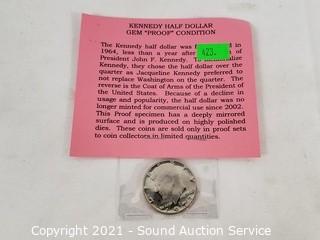 KENNEDY HALF DOLLAR
GEM "PROOF" CONDITION
The Kennedy half dollar was in
1964, less than a year after of
President John F. Kennedy. To
Kennedy, they chose the half dollar over the
quarter as Jacqueline Kennedy preferred to
not replace Washington on the quarter. The
reverse is the Coat of Arms of the President of
the United States. Because of a decline in
usage and popularity, the half dollar was no
longer minted for commercial use since 2002.
This Proof specimen has a deeply mirrored
surface and is produced on highly polished
dies. These coins are sold only in proof sets
to coin collectors in limited quantities.
423.
Copyright 2021 - Sound Auction Service